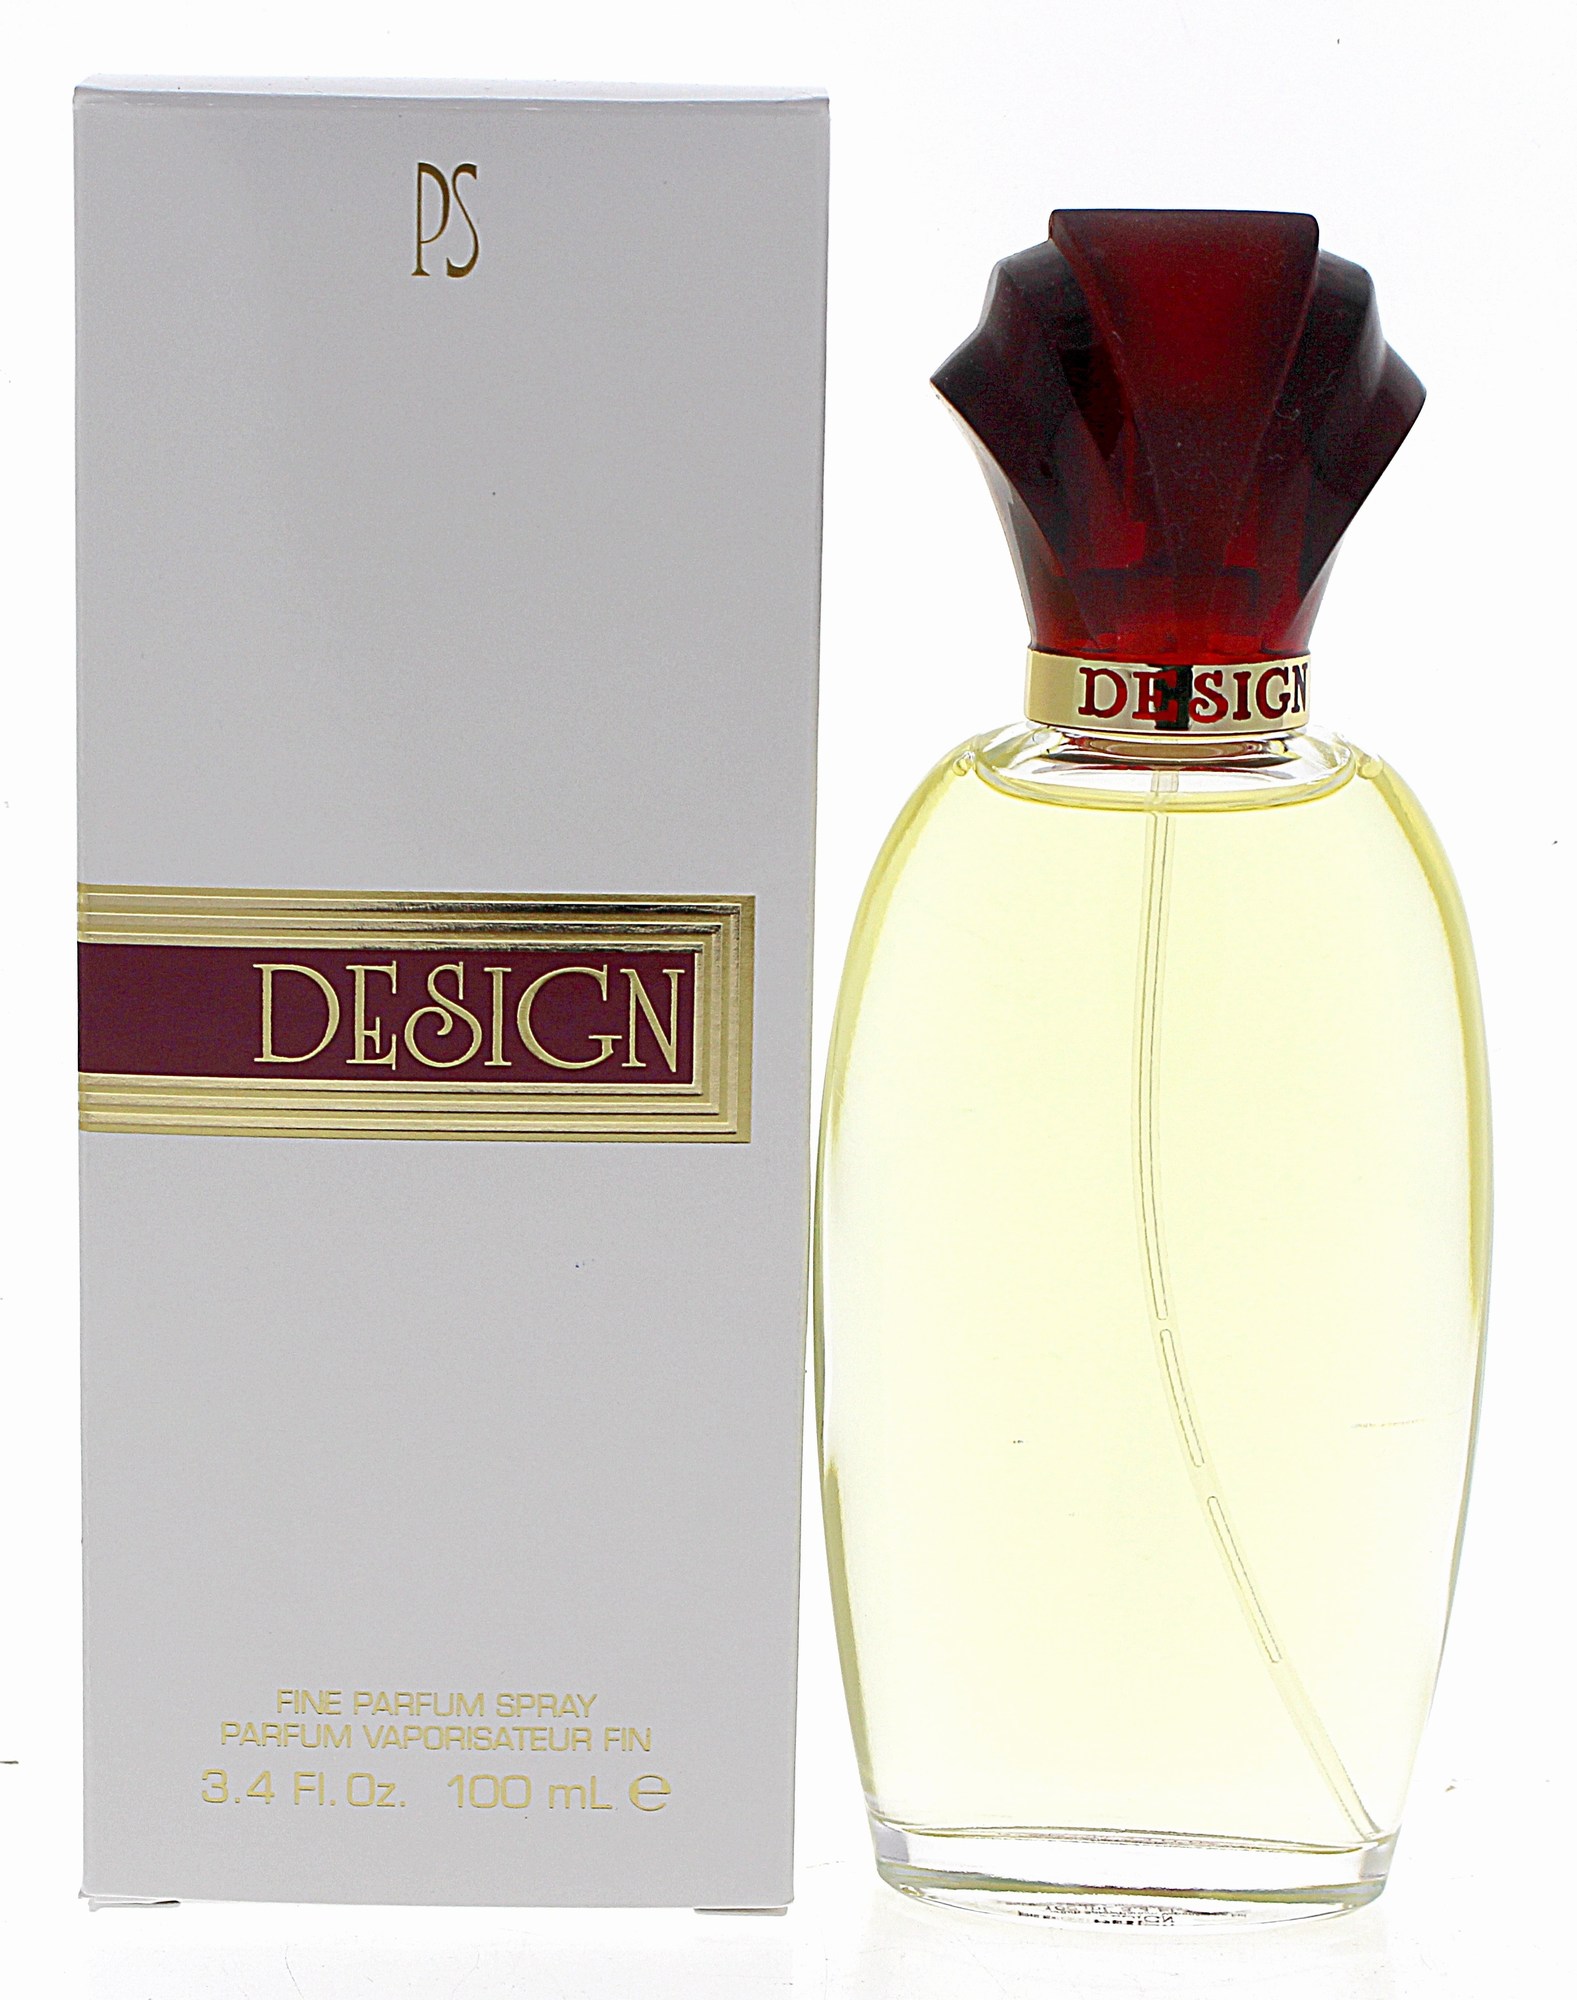 PS
DESIGN
FINE PARFUM SPRAY
PARFUM VAPORISATEUR FIN
3.4 Fl. Oz. 100 mL ℮
DESIGN